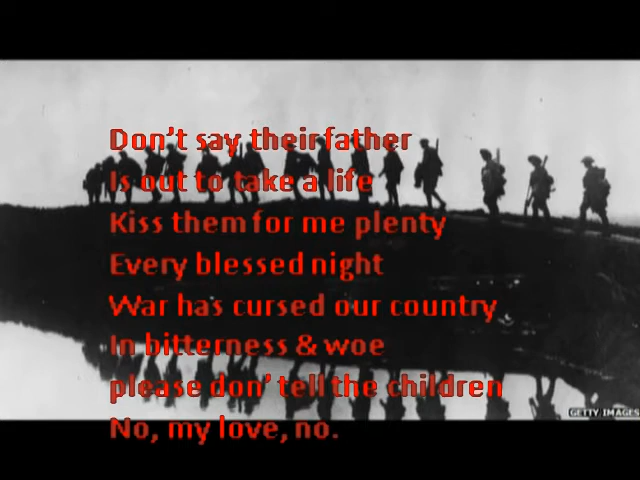 Don't say their father
Is out to take a life
Kiss them for me plenty
Every blessed night
War has cursed our country
In bitterness & woe
please don' tell the children
No, my love, no.
GETTY IMAGES